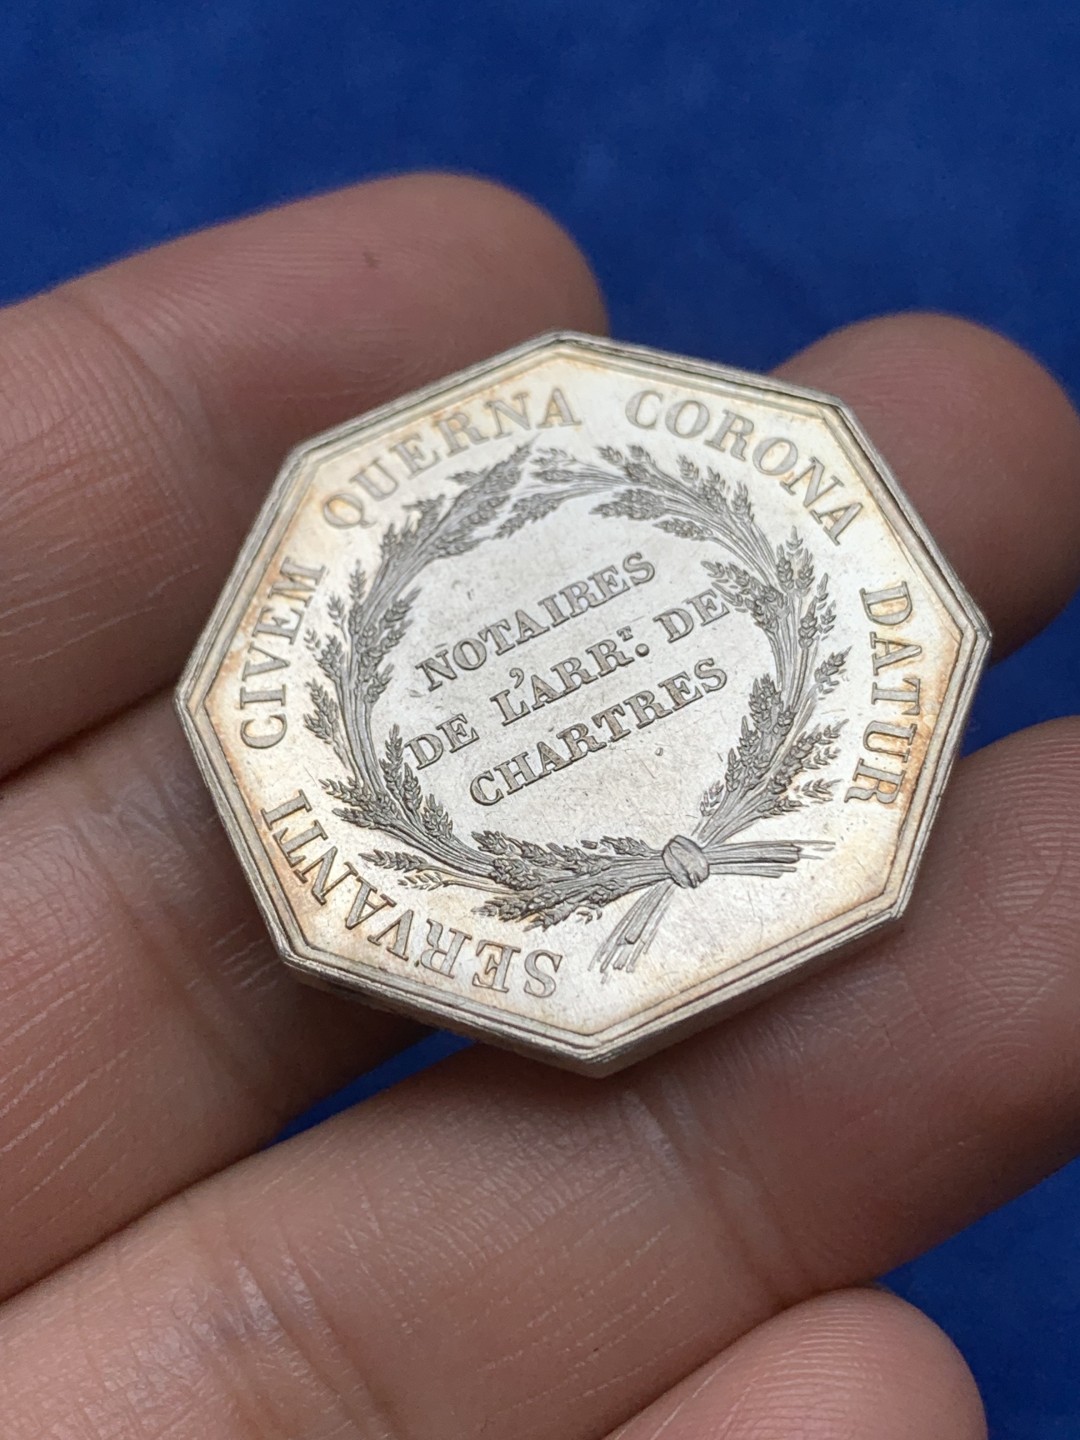 SERVANTI CIVEM QUERNA CORONA DATUR
NOTAIRES
DE L'ARRT: DE
CHARTRES